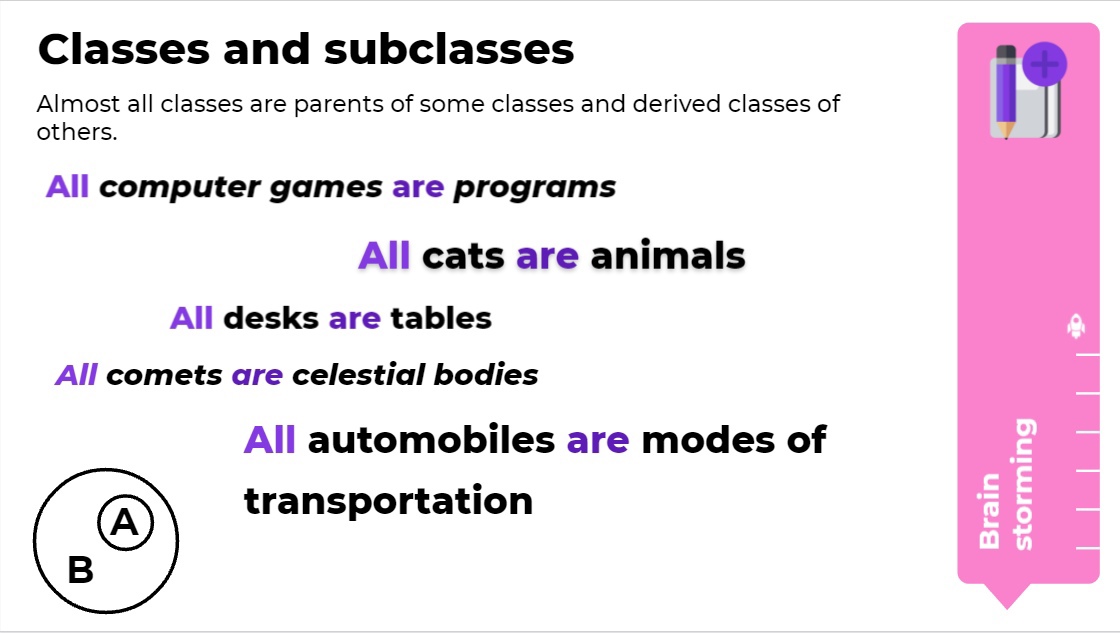 Classes and subclasses
Almost all classes are parents of some classes and derived classes of
others.
All computer games are programs
All cats are animals
All desks are tables
All comets are celestial bodies
All automobiles are modes of
transportation
A
B
Brain
storming